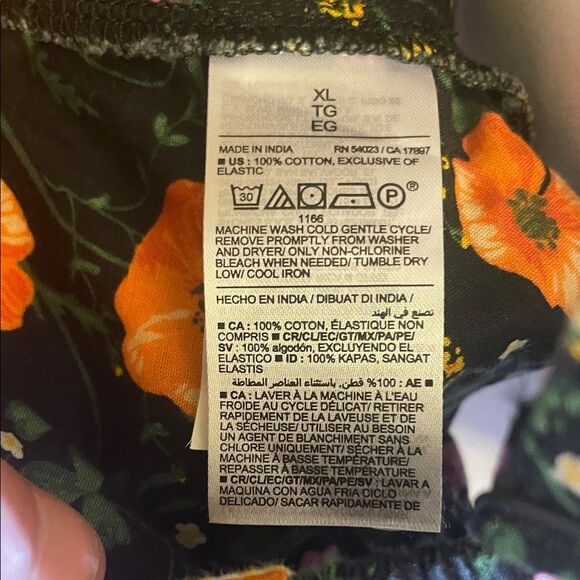 XL
TG
EG
MADE IN INDIA RN 54023 / CA 17897
■ US : 100% COTTON, EXCLUSIVE OF
ELASTIC
30 P ®
1166
MACHINE WASH COLD GENTLE CYCLE/
REMOVE PROMPTLY FROM WASHER
AND DRYER/ ONLY NON-CHLORINE
BLEACH WHEN NEEDED/ TUMBLE DRY
LOW/ COOL IRON
HECHO EN INDIA / DIBUAT DI INDIA /
تصنع في الهند
■ CA : 100% COTON, ÉLASTIQUE NON
COMPRIS ■ CR/CL/EC/GT/MX/PA/PE/
SV : 100% algodón, EXCLUYENDO EL
ELASTICO ■ ID : 100% KAPAS, SANGAT
ELASTIS
■ AE : 100% قطن, باستثناء العناصر المطاطة
■ CA : LAVER À LA MACHINE À L'EAU
FROIDE AU CYCLE DÉLICAT/ RETIRER
RAPIDEMENT DE LA LAVEUSE ET DE
LA SÉCHEUSE/ UTILISER AU BESOIN
UN AGENT DE BLANCHIMENT SANS
CHLORE UNIQUEMENT/ SÉCHER À LA
MACHINE À BASSE TEMPÉRATURE/
REPASSER À BASSE TEMPÉRATURE
■ CR/CL/EC/GT/MX/PA/PE/SV : LAVAR A
MAQUINA CON AGUA FRIA CICLO
DELICADO/ SACAR RAPIDAMENTE DE